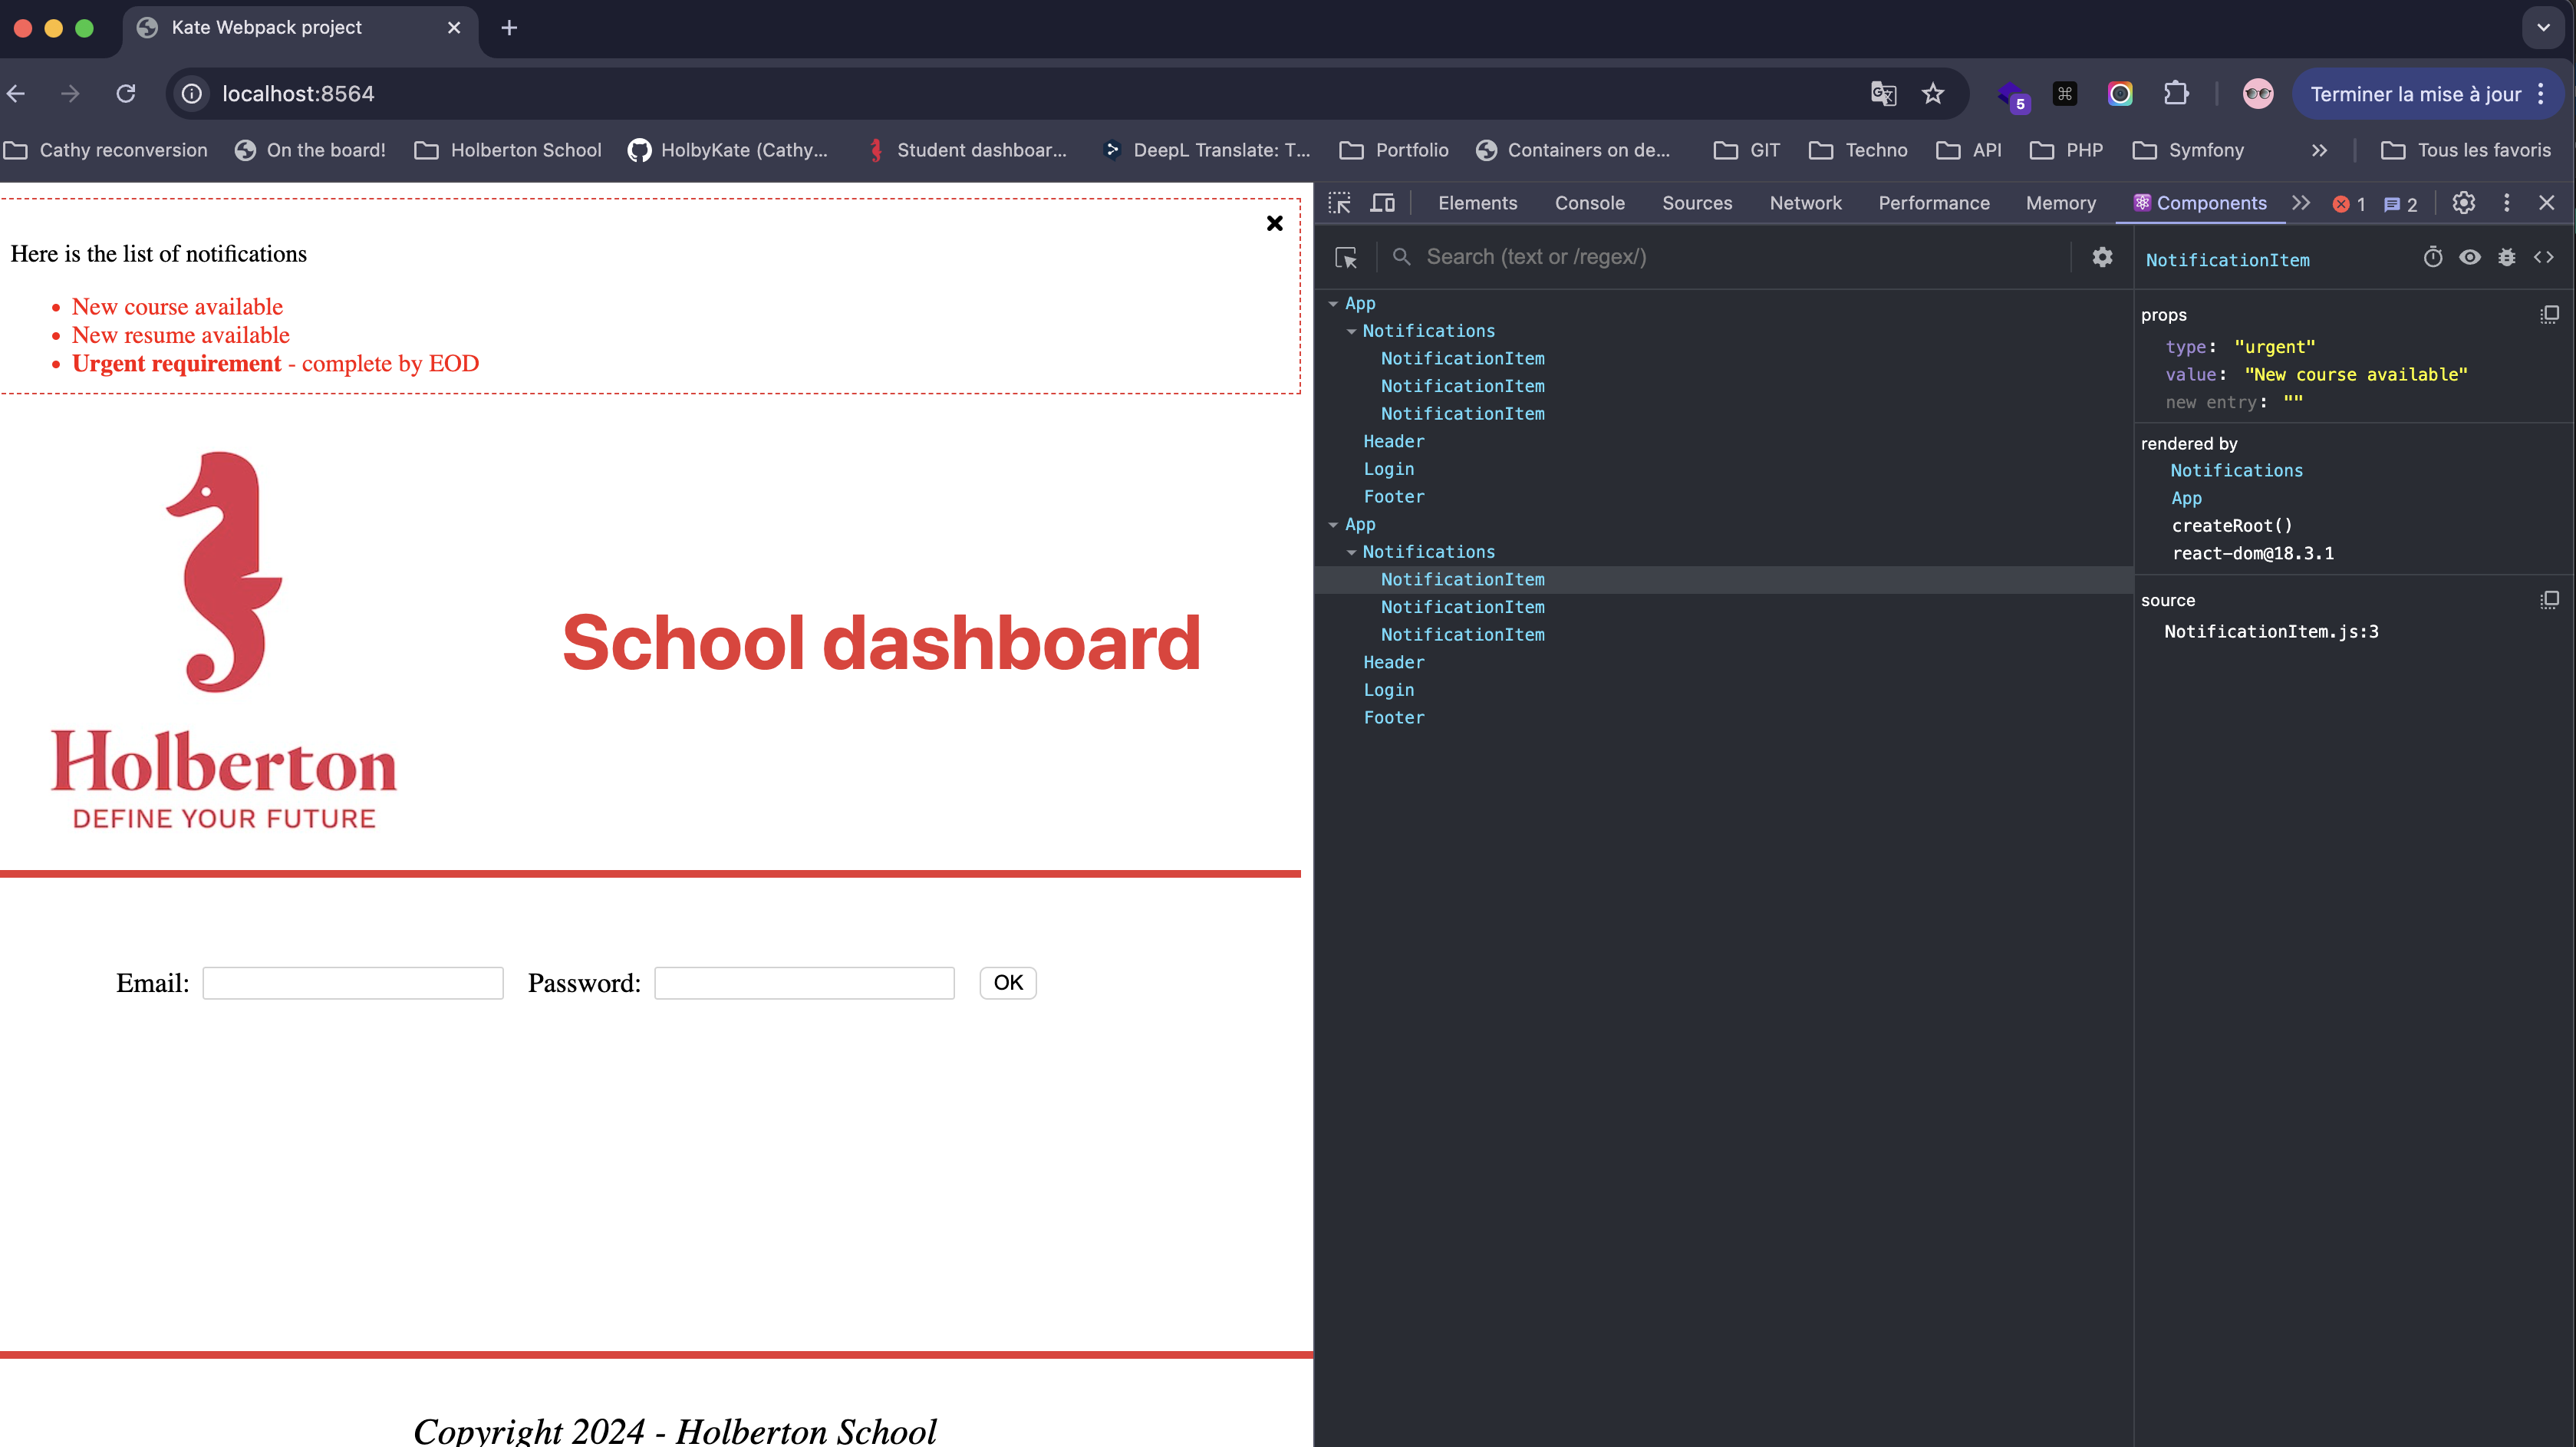 Kate Webpack project
localhost:8564
5
Terminer la mise à jour
Cathy reconversion
On the board!
Holberton School
HolbyKate (Cathy...
Student dashboar...
DeepL Translate: T...
Portfolio
Containers on de...
GIT
Techno
API
PHP
Symfony
Tous les favoris
Here is the list of notifications
New course available
New resume available
Urgent requirement - complete by EOD
School dashboard
Holberton
DEFINE YOUR FUTURE
Email:
Password:
OK
Copyright 2024 - Holberton School
Elements
Console
Sources
Network
Performance
Memory
Components
1
2
Search (text or /regex/)
App
Notifications
NotificationItem
NotificationItem
NotificationItem
Header
Login
Footer
App
Notifications
NotificationItem
NotificationItem
NotificationItem
Header
Login
Footer
NotificationItem
props
type: "urgent"
value: "New course available"
new entry: ""
rendered by
Notifications
App
createRoot()
react-dom@18.3.1
source
NotificationItem.js:3